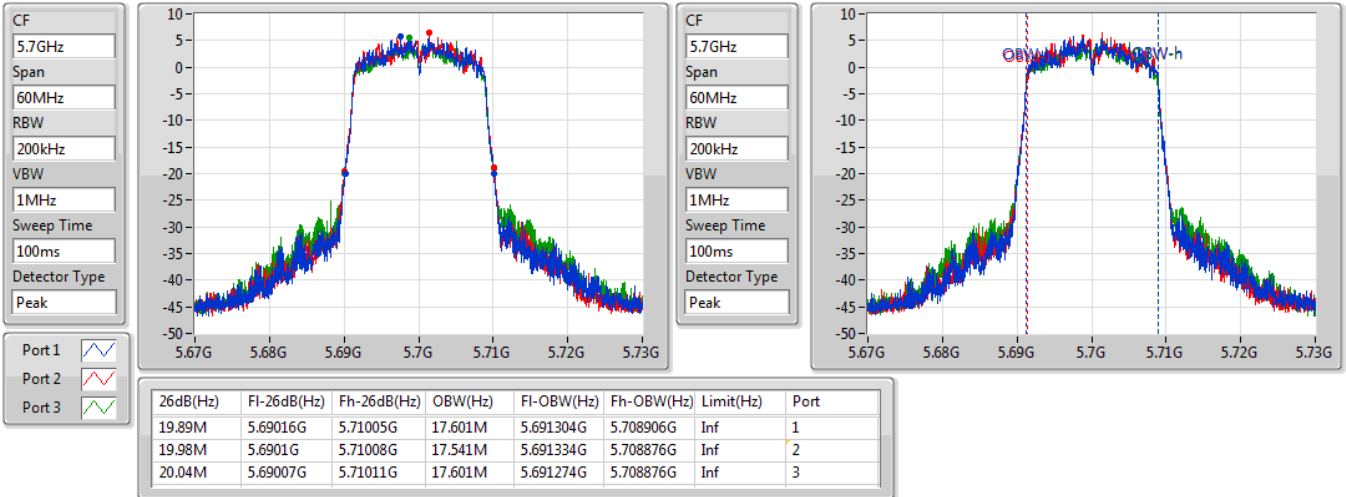 CF
5.7GHz
Span
60MHz
RBW
200kHz
VBW
1MHz
Sweep Time
100ms
Detector Type
Peak
10
5
0
-5
-10
-15
-20
-25
-30
-35
-40
-45
-50
5.67G 5.68G 5.69G 5.7G 5.71G 5.72G 5.73G
CF
5.7GHz
Span
60MHz
RBW
200kHz
VBW
1MHz
Sweep Time
100ms
Detector Type
Peak
10
5
0
-5
-10
-15
-20
-25
-30
-35
-40
-45
-50
OBW-h
5.67G 5.68G 5.69G 5.7G 5.71G 5.72G 5.73G
Port 1
Port 2
Port 3
26dB(Hz) Fl-26dB(Hz) Fh-26dB(Hz) OBW(Hz) Fl-OBW(Hz) Fh-OBW(Hz) Limit(Hz) Port
19.89M 5.69016G 5.71005G 17.601M 5.691304G 5.708906G Inf 1
19.98M 5.6901G 5.71008G 17.541M 5.691334G 5.708876G Inf 2
20.04M 5.69007G 5.71011G 17.601M 5.691274G 5.708876G Inf 3